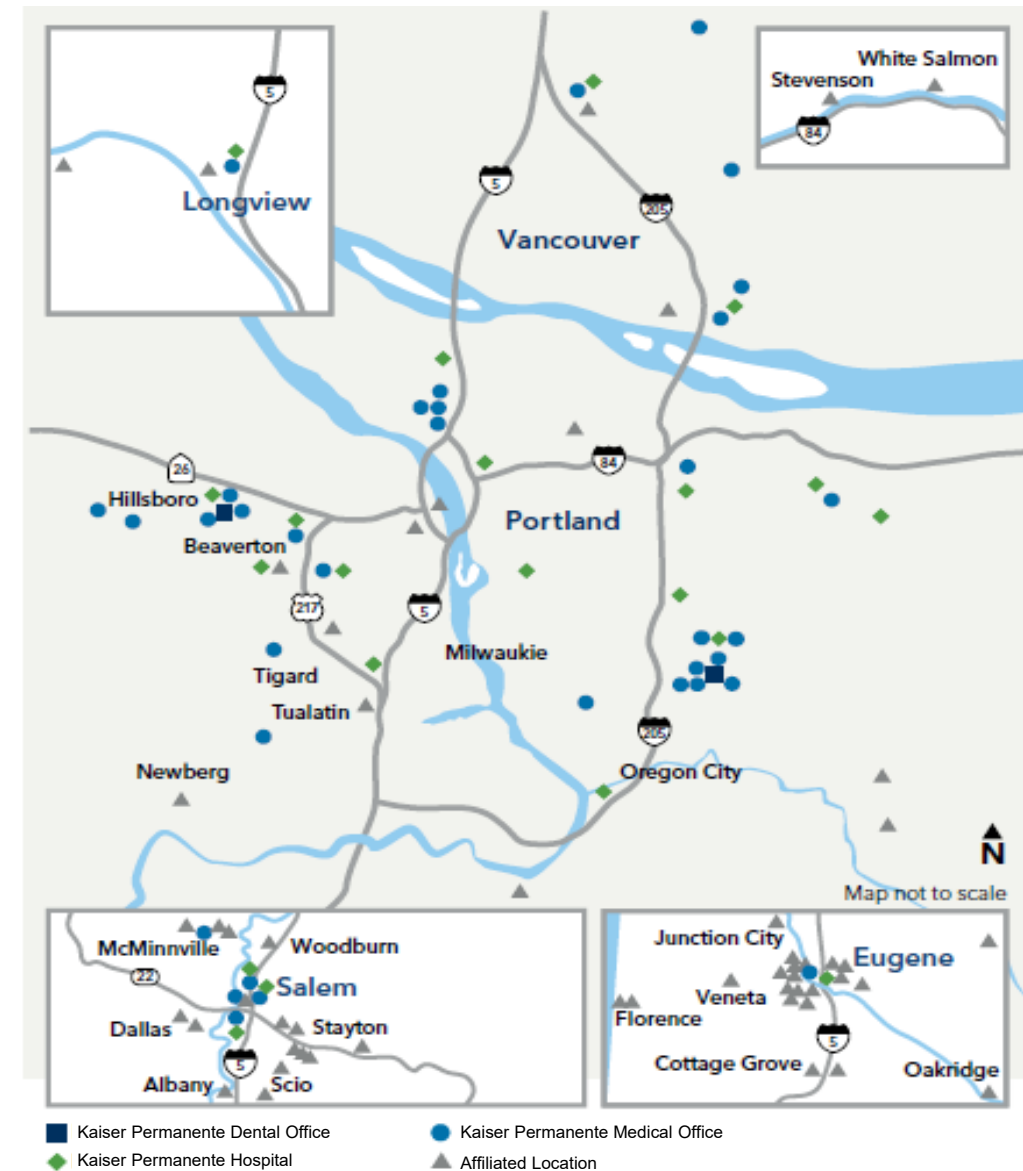 5
Longview
5
205
Vancouver
White Salmon
Stevenson
84
26
Hillsboro
Beaverton
84
Portland
217
5
Milwaukie
Tigard
Tualatin
205
Newberg
Oregon City
N
Map not to scale
McMinnville
Woodburn
22
Salem
Dallas
Stayton
5
Albany
Scio
Junction City
Eugene
Veneta
Florence
5
Cottage Grove
Oakridge
Kaiser Permanente Dental Office
Kaiser Permanente Medical Office
Kaiser Permanente Hospital
Affiliated Location